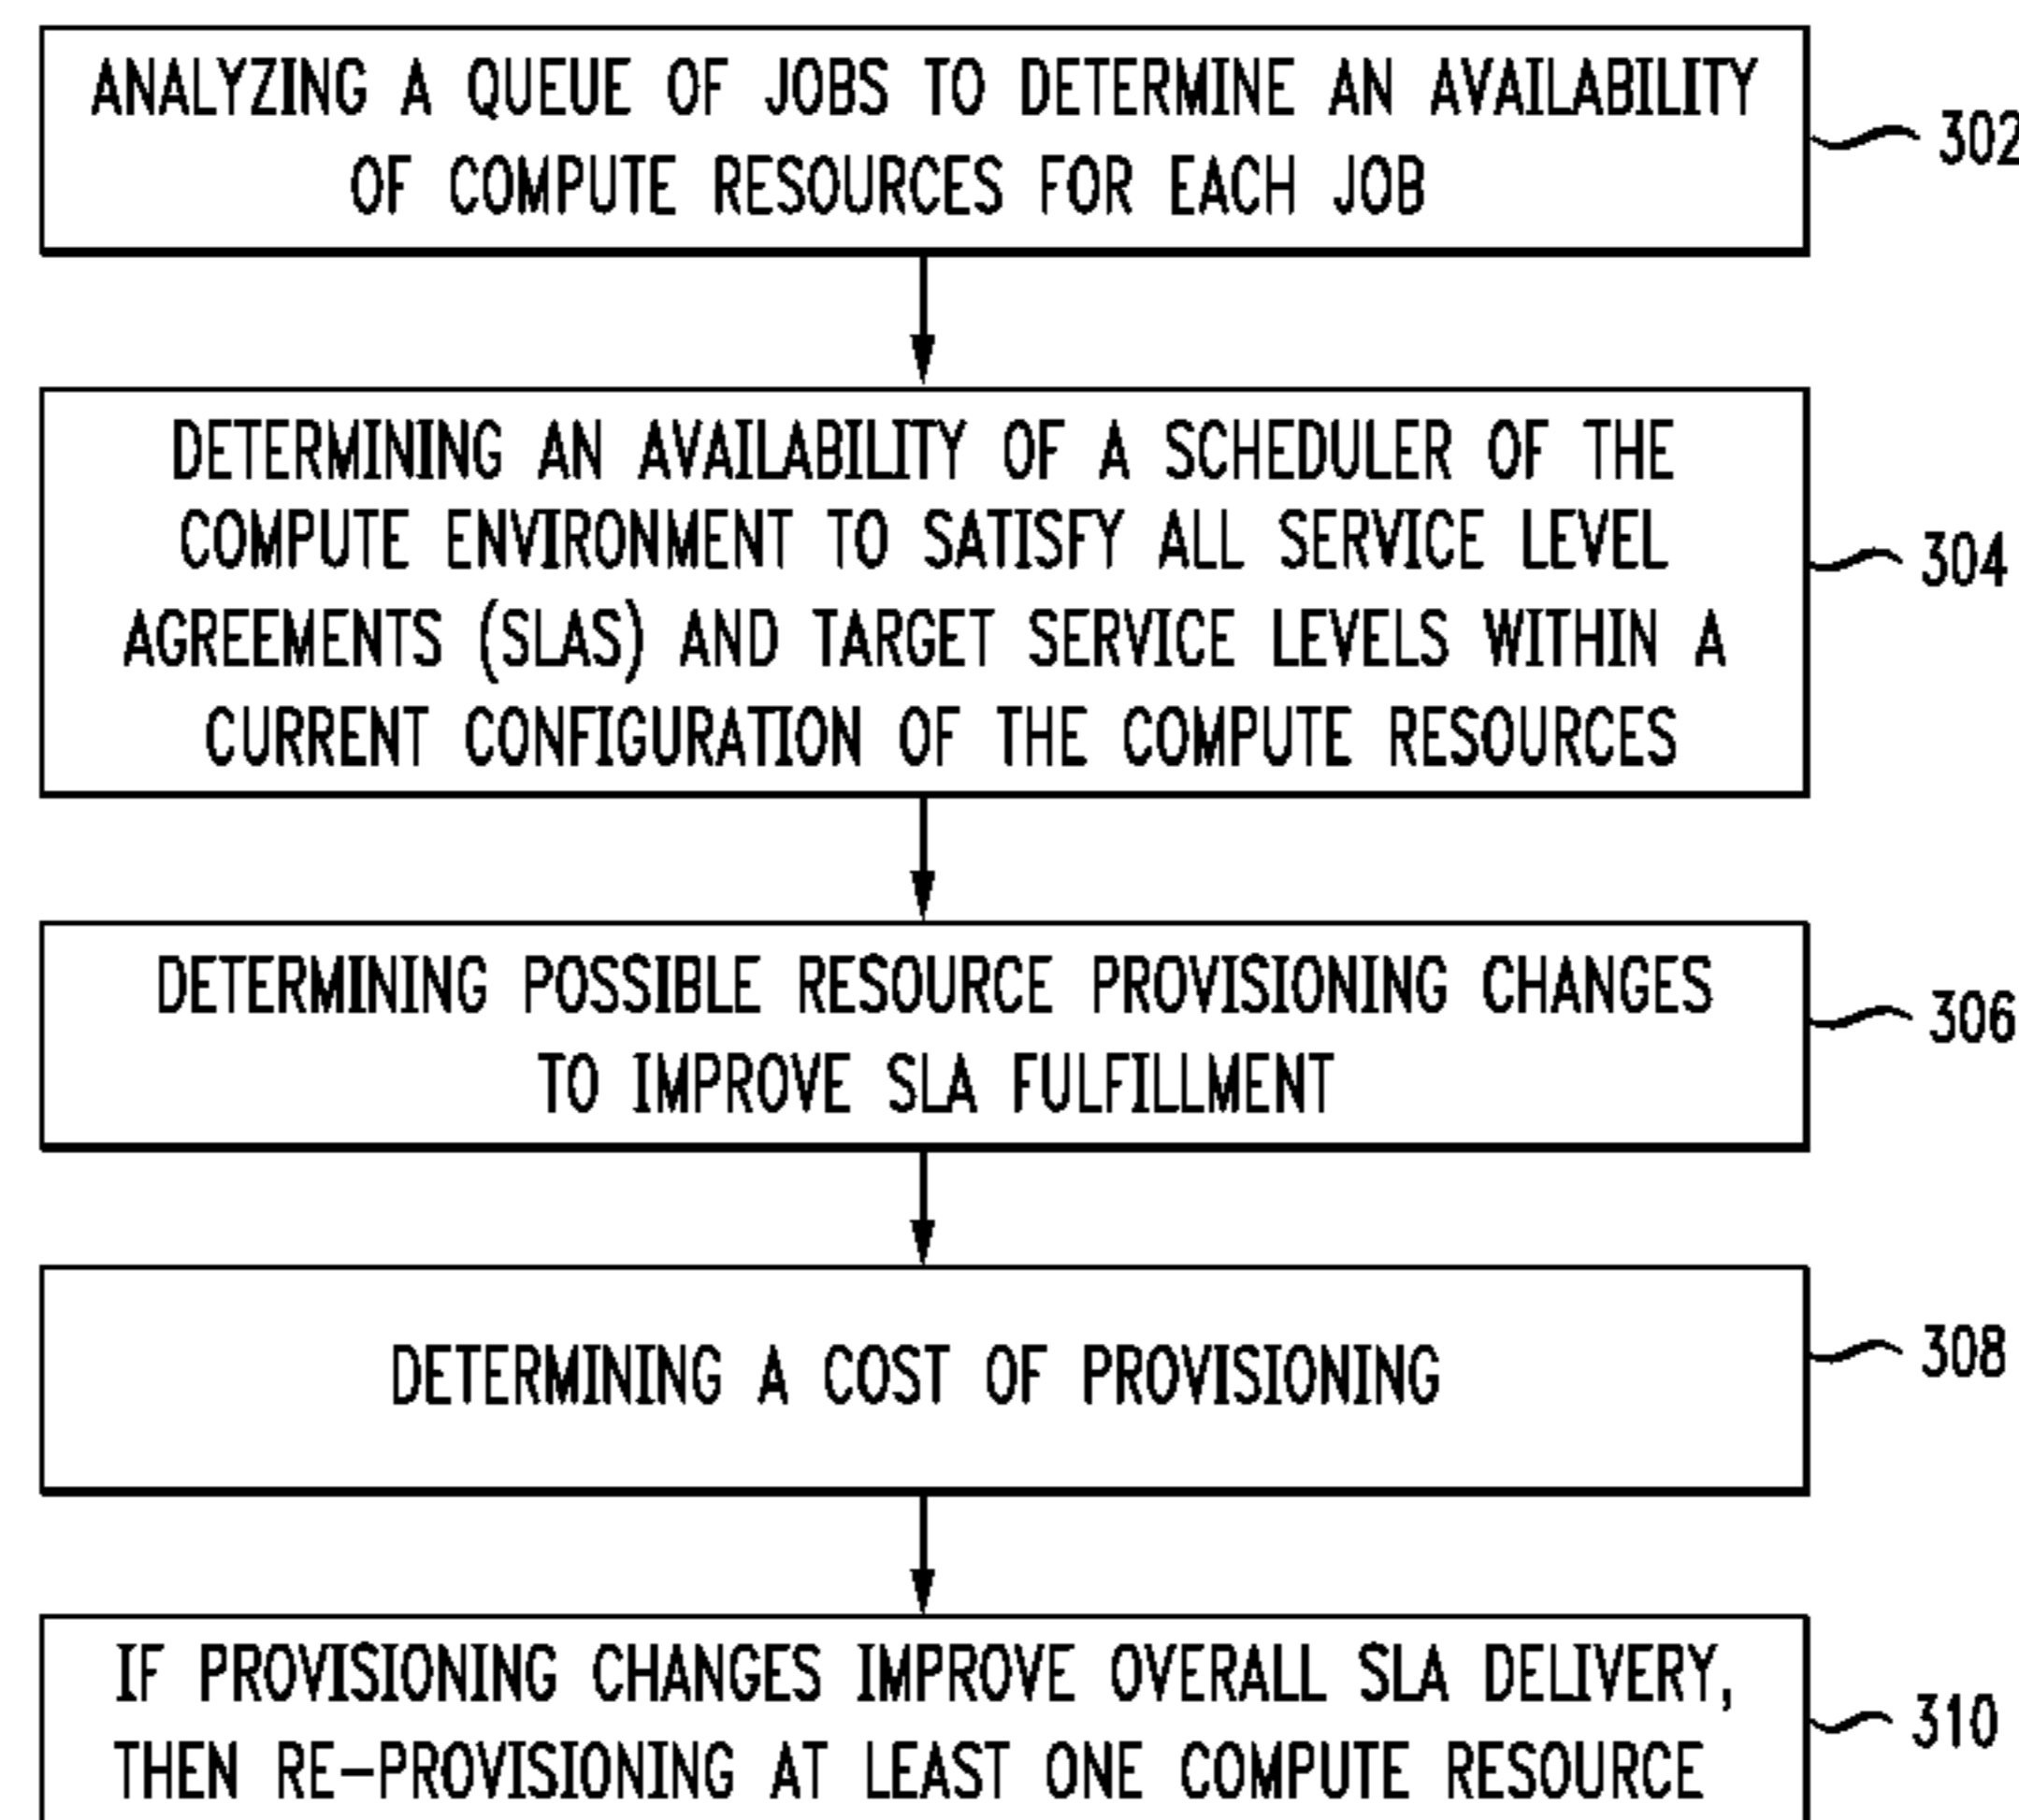 ANALYZING A QUEUE OF JOBS TO DETERMINE AN AVAILABILITY
OF COMPUTE RESOURCES FOR EACH JOB
302
DETERMINING AN AVAILABILITY OF A SCHEDULER OF THE
COMPUTE ENVIRONMENT TO SATISFY ALL SERVICE LEVEL
AGREEMENTS (SLAS) AND TARGET SERVICE LEVELS WITHIN A
CURRENT CONFIGURATION OF THE COMPUTE RESOURCES
304
DETERMINING POSSIBLE RESOURCE PROVISIONING CHANGES
TO IMPROVE SLA FULFILLMENT
306
DETERMINING A COST OF PROVISIONING
308
IF PROVISIONING CHANGES IMPROVE OVERALL SLA DELIVERY,
THEN RE-PROVISIONING AT LEAST ONE COMPUTE RESOURCE
310